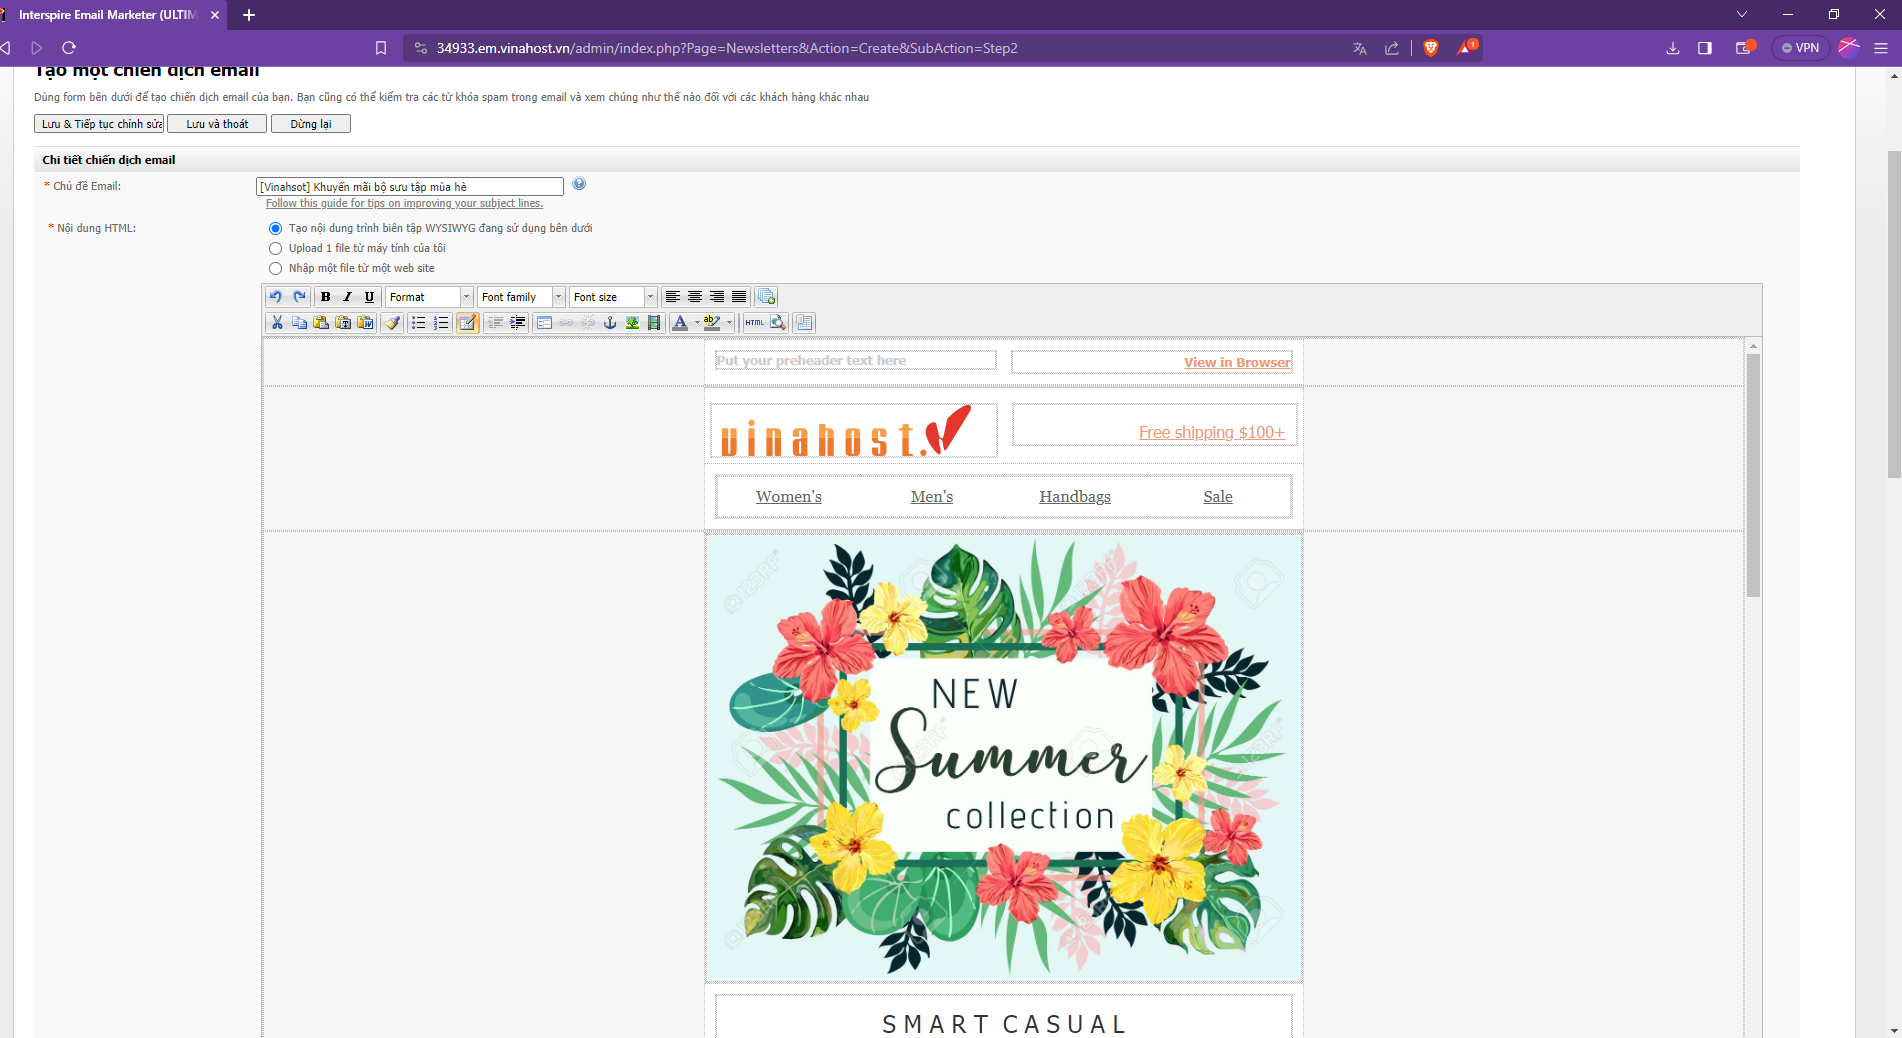 Interspire Email Marketer (ULTIM
34933.em.vinahost.vn/admin/index.php?Page=Newsletters&Action=Create&SubAction=Step2
1
VPN
Tạo một chiến dịch email
Dùng form bên dưới để tạo chiến dịch email của bạn. Bạn cũng có thể kiểm tra các từ khóa spam trong email và xem chúng như thế nào đối với các khách hàng khác nhau
Lưu & Tiếp tục chỉnh sửa
Lưu và thoát
Dừng lại
Chi tiết chiến dịch email
* Chủ đề Email:
[Vinahsot] Khuyến mãi bộ sưu tập mùa hè
Follow this guide for tips on improving your subject lines.
* Nội dung HTML:
Tạo nội dung trình biên tập WYSIWYG đang sử dụng bên dưới
Upload 1 file từ máy tính của tôi
Nhập một file từ một web site
B I U Format Font family Font size
HTML
Put your preheader text here
View in Browser
vinahost.
Free shipping $100+
Women's Men's Handbags Sale
NEW
Summer
collection
SMART CASUAL